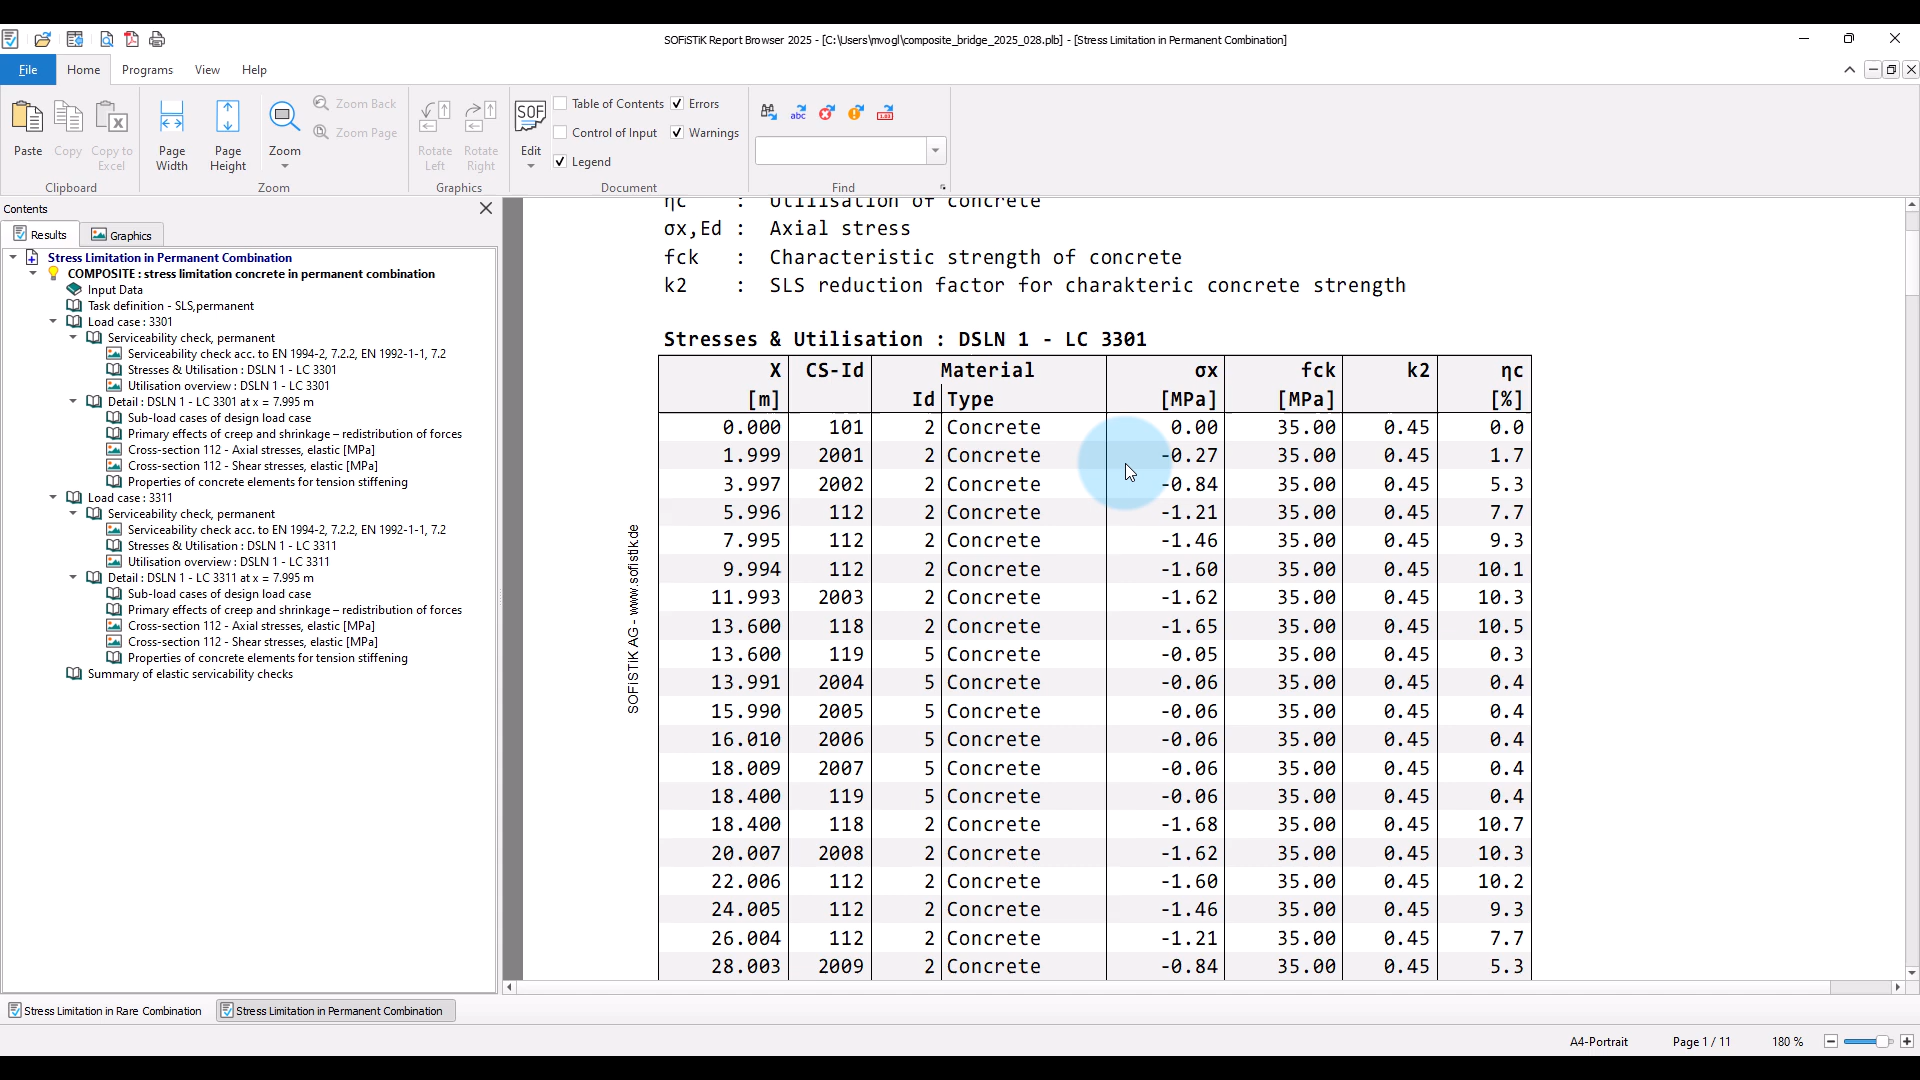 SOFiSTiK Report Browser 2025 - [C:\Users\mvogl\composite_bridge_2025_028.plb] - [Stress Limitation in Permanent Combination]
File Home Programs View Help
Paste Copy Copy to Excel
Clipboard
Page Width Page Height Zoom Zoom Back Zoom Page
Zoom
Rotate Left Rotate Right
Graphics
SOF Edit Table of Contents Errors
Control of Input Warnings
Legend
Document
abc
Find
Contents
Results Graphics
Stress Limitation in Permanent Combination
COMPOSITE : stress limitation concrete in permanent combination
Input Data
Task definition - SLS,permanent
Load case : 3301
Serviceability check, permanent
Serviceability check acc. to EN 1994-2, 7.2.2, EN 1992-1-1, 7.2
Stresses & Utilisation : DSLN 1 - LC 3301
Utilisation overview : DSLN 1 - LC 3301
Detail : DSLN 1 - LC 3301 at x = 7.995 m
Sub-load cases of design load case
Primary effects of creep and shrinkage – redistribution of forces
Cross-section 112 - Axial stresses, elastic [MPa]
Cross-section 112 - Shear stresses, elastic [MPa]
Properties of concrete elements for tension stiffening
Load case : 3311
Serviceability check, permanent
Serviceability check acc. to EN 1994-2, 7.2.2, EN 1992-1-1, 7.2
Stresses & Utilisation : DSLN 1 - LC 3311
Utilisation overview : DSLN 1 - LC 3311
Detail : DSLN 1 - LC 3311 at x = 7.995 m
Sub-load cases of design load case
Primary effects of creep and shrinkage – redistribution of forces
Cross-section 112 - Axial stresses, elastic [MPa]
Cross-section 112 - Shear stresses, elastic [MPa]
Properties of concrete elements for tension stiffening
Summary of elastic servicability checks
ηc : Utilisation of concrete
σx,Ed : Axial stress
fck : Characteristic strength of concrete
k2 : SLS reduction factor for charakteric concrete strength
Stresses & Utilisation : DSLN 1 - LC 3301
X CS-Id Material σx fck k2 ηc
[m] Id Type [MPa] [MPa] [%]
0.000 101 2 Concrete 0.00 35.00 0.45 0.0
1.999 2001 2 Concrete -0.27 35.00 0.45 1.7
3.997 2002 2 Concrete -0.84 35.00 0.45 5.3
5.996 112 2 Concrete -1.21 35.00 0.45 7.7
7.995 112 2 Concrete -1.46 35.00 0.45 9.3
9.994 112 2 Concrete -1.60 35.00 0.45 10.1
11.993 2003 2 Concrete -1.62 35.00 0.45 10.3
13.600 118 2 Concrete -1.65 35.00 0.45 10.5
13.600 119 5 Concrete -0.05 35.00 0.45 0.3
13.991 2004 5 Concrete -0.06 35.00 0.45 0.4
15.990 2005 5 Concrete -0.06 35.00 0.45 0.4
16.010 2006 5 Concrete -0.06 35.00 0.45 0.4
18.009 2007 5 Concrete -0.06 35.00 0.45 0.4
18.400 119 5 Concrete -0.06 35.00 0.45 0.4
18.400 118 2 Concrete -1.68 35.00 0.45 10.7
20.007 2008 2 Concrete -1.62 35.00 0.45 10.3
22.006 112 2 Concrete -1.60 35.00 0.45 10.2
24.005 112 2 Concrete -1.46 35.00 0.45 9.3
26.004 112 2 Concrete -1.21 35.00 0.45 7.7
28.003 2009 2 Concrete -0.84 35.00 0.45 5.3
SOFiSTiK AG - www.sofistik.de
Stress Limitation in Rare Combination Stress Limitation in Permanent Combination
A4-Portrait Page 1 / 11 180 %